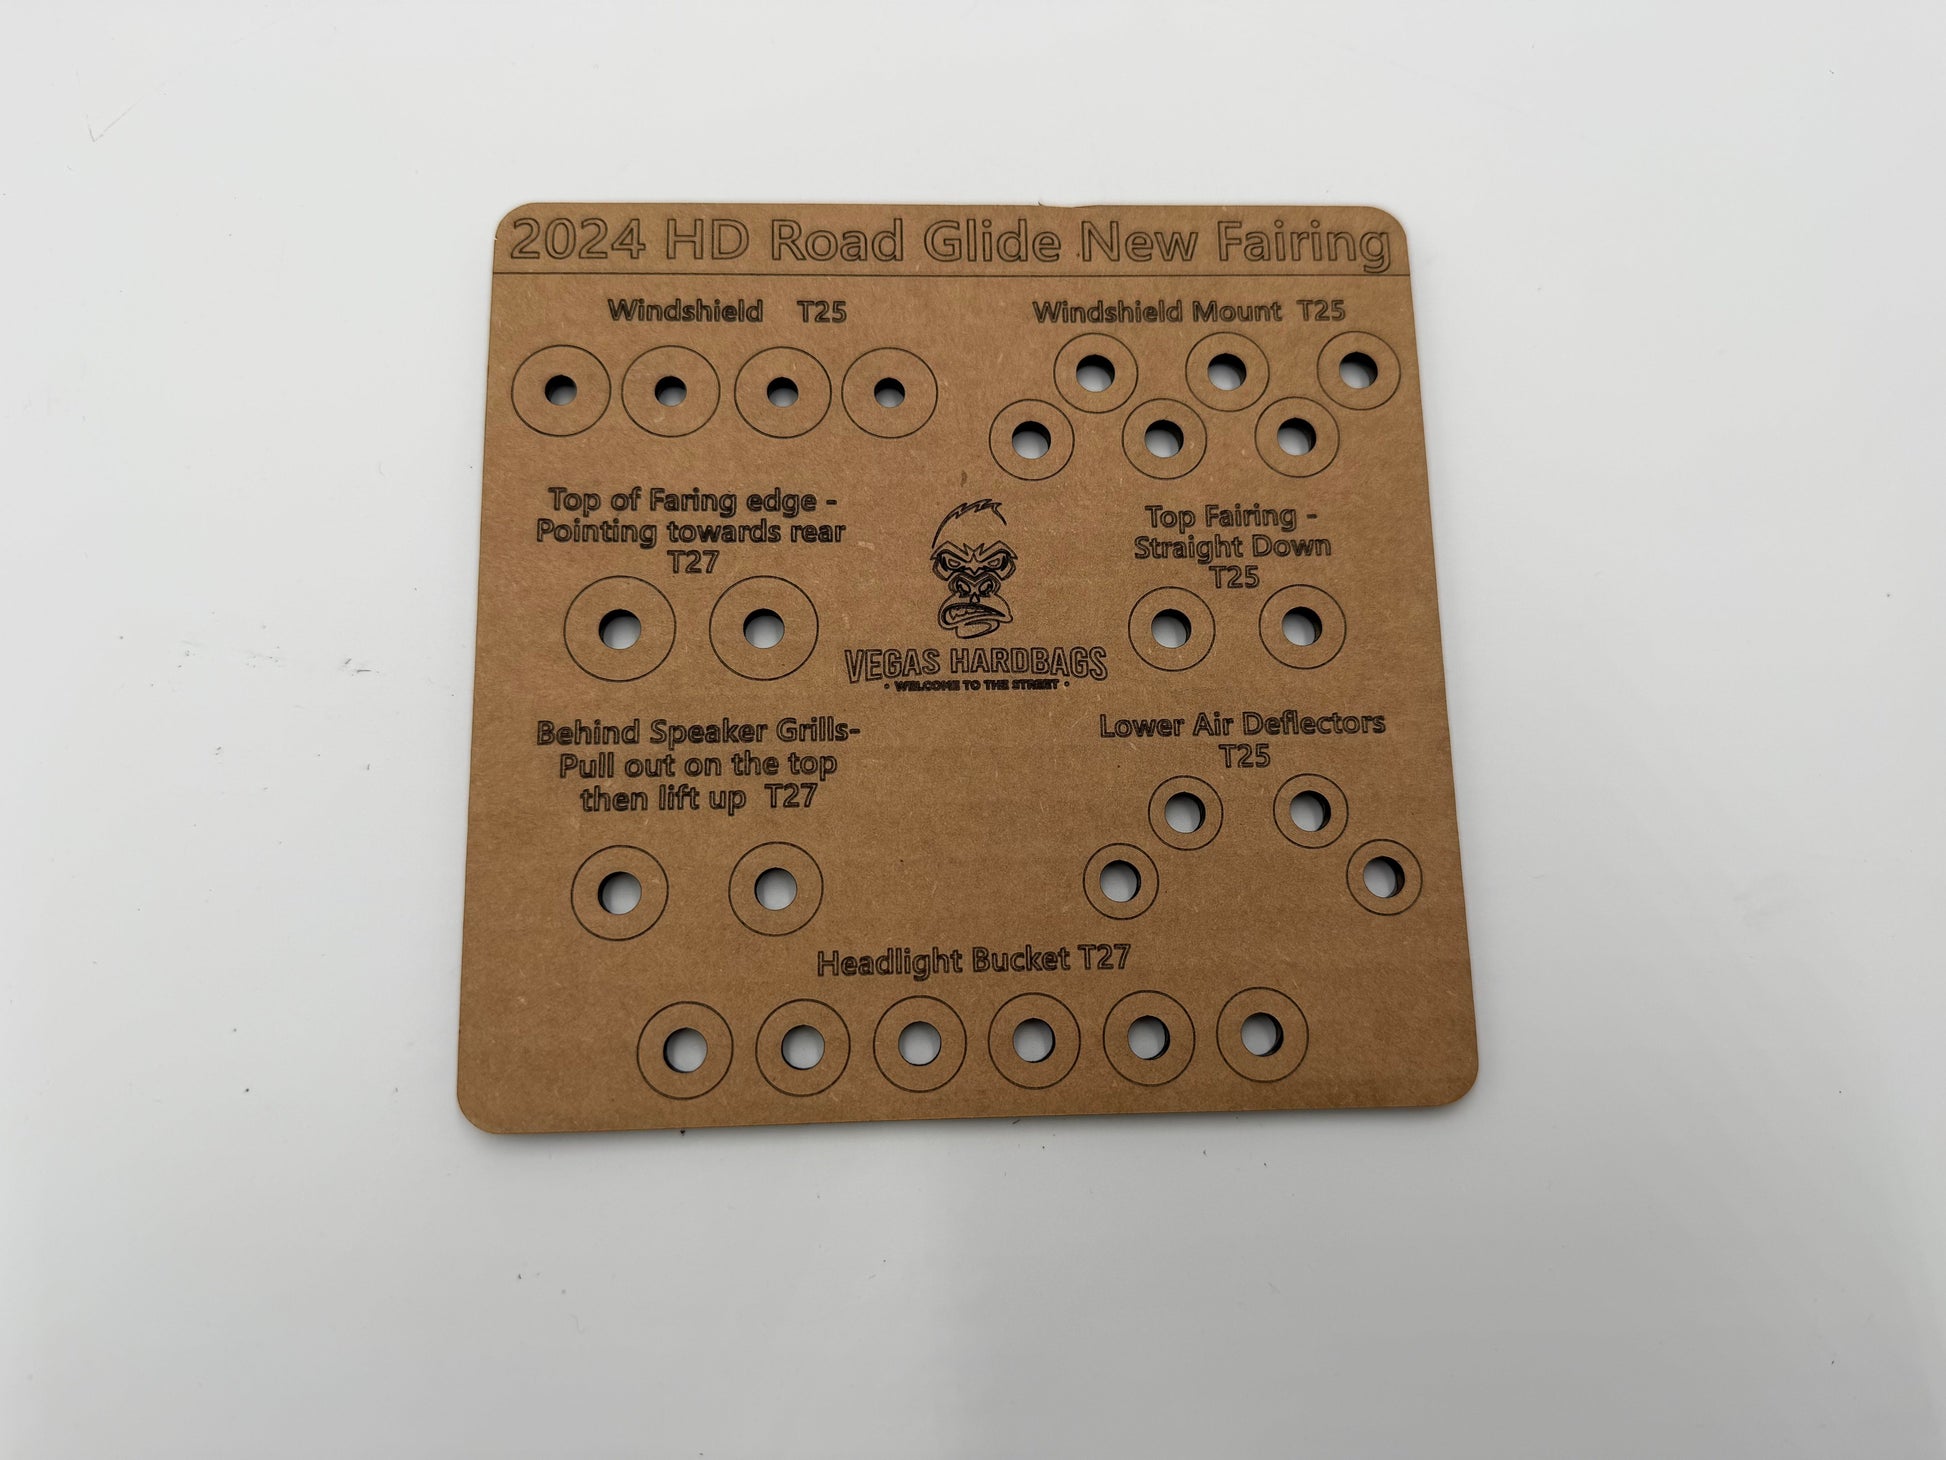 2024 HD Road Glide New Fairing
Windshield T25
Windshield Mount T25
Top of Faring edge -
Pointing towards rear
T27
Top Fairing -
Straight Down
T25
VEGAS HARDBAGS
• WELCOME TO THE STREET •
Behind Speaker Grills-
Pull out on the top
then lift up T27
Lower Air Deflectors
T25
Headlight Bucket T27